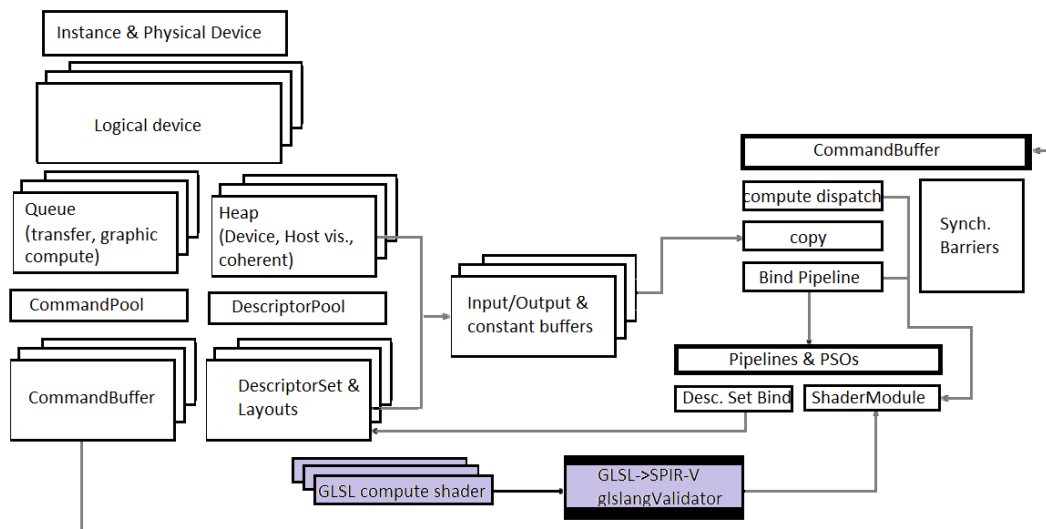 Instance & Physical Device
Logical device
Queue
(transfer, graphic
compute)
Heap
(Device, Host vis.,
coherent)
CommandPool
DescriptorPool
CommandBuffer
DescriptorSet &
Layouts
Input/Output &
constant buffers
CommandBuffer
compute dispatch
copy
Bind Pipeline
Synch.
Barriers
Pipelines & PSOs
Desc. Set Bind
ShaderModule
GLSL compute shader
GLSL->SPIR-V
glslangValidator